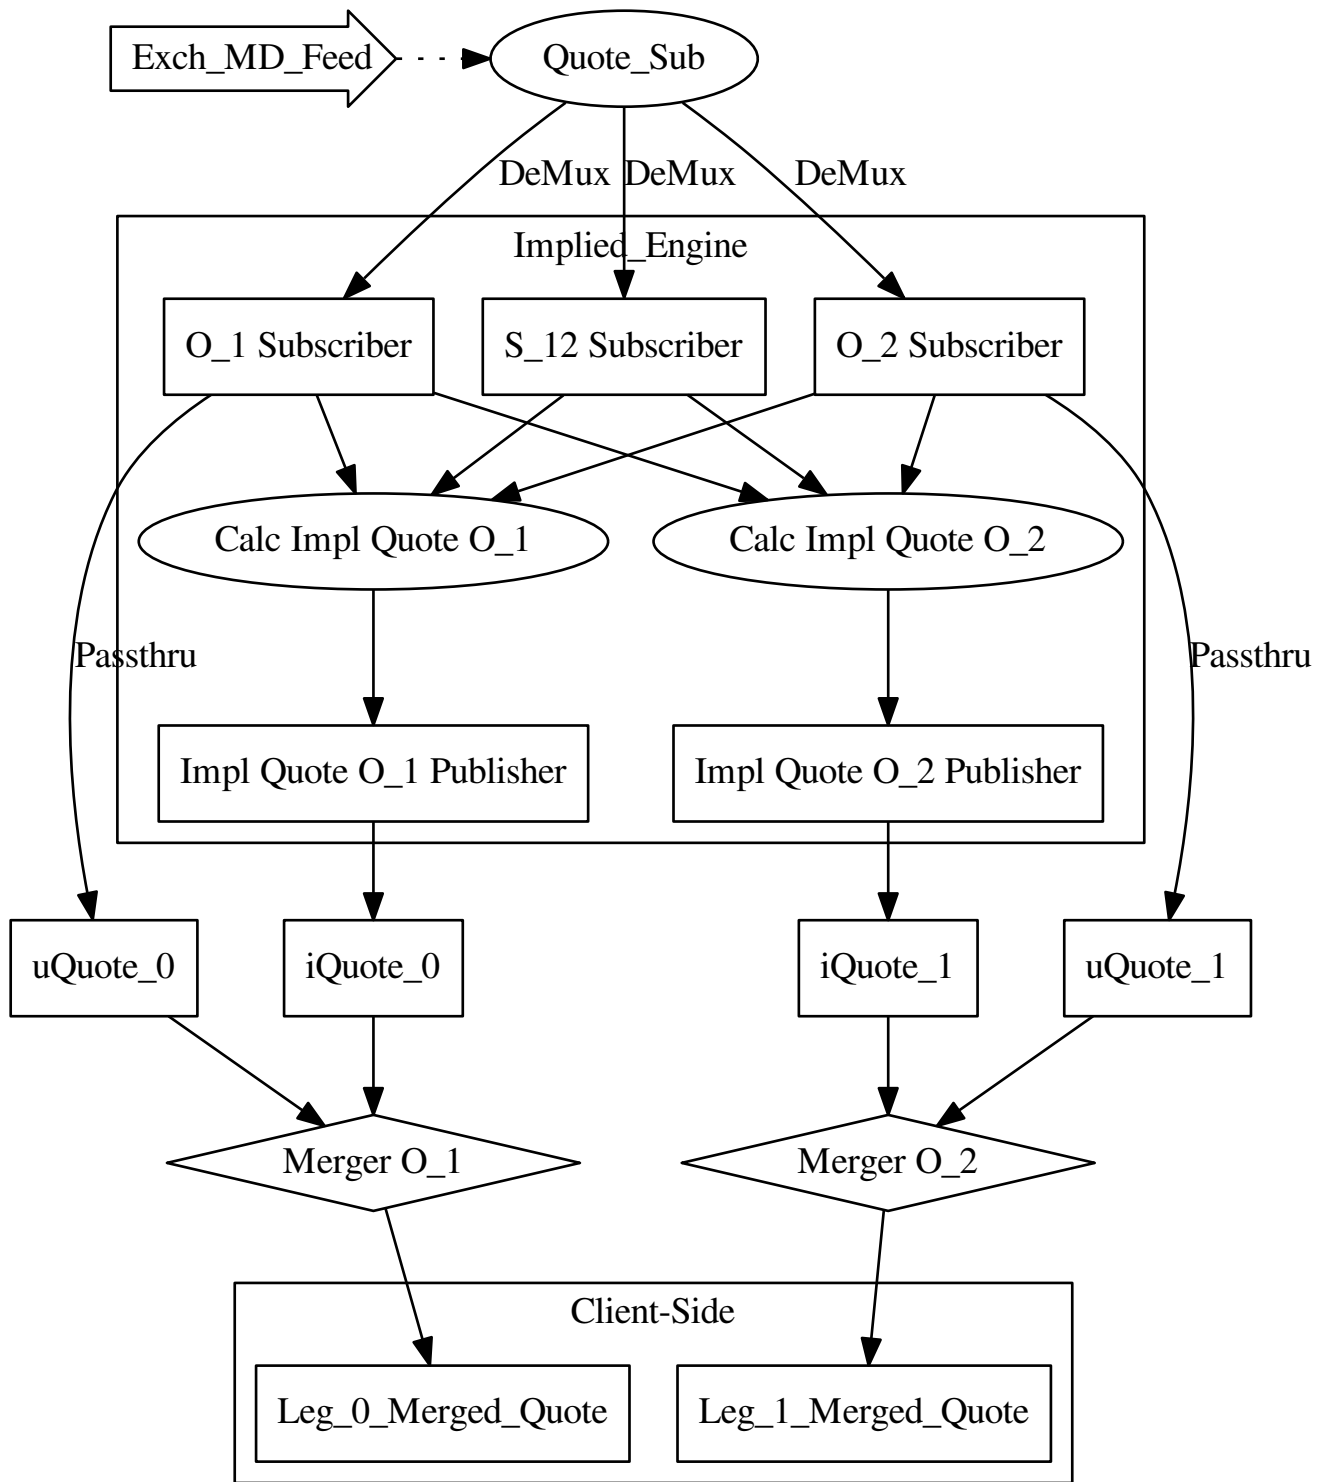 Exch_MD_Feed
Quote_Sub
DeMux
DeMux
DeMux
Implied_Engine
O_1 Subscriber
S_12 Subscriber
O_2 Subscriber
Calc Impl Quote O_1
Calc Impl Quote O_2
Passthru
Passthru
Impl Quote O_1 Publisher
Impl Quote O_2 Publisher
uQuote_0
iQuote_0
iQuote_1
uQuote_1
Merger O_1
Merger O_2
Client-Side
Leg_0_Merged_Quote
Leg_1_Merged_Quote